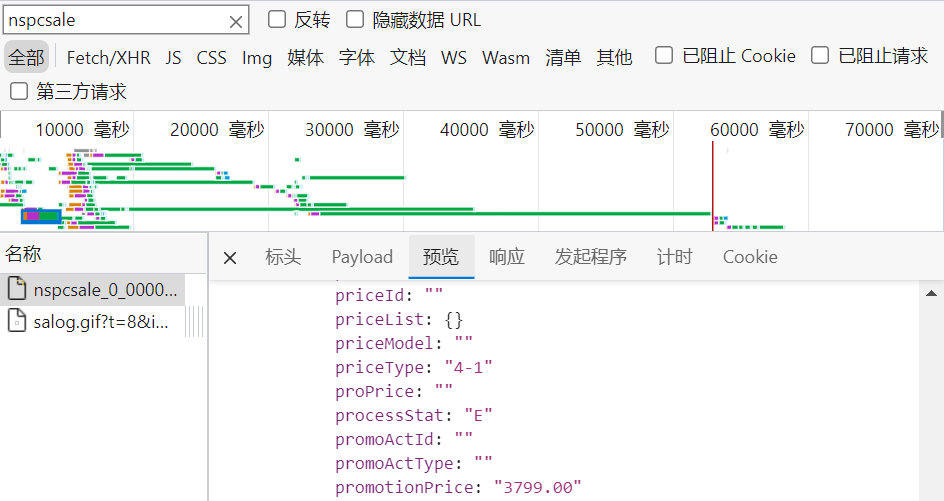 nspcsale 反转 隐藏数据 URL
全部 Fetch/XHR JS CSS Img 媒体 字体 文档 WS Wasm 清单 其他 已阻止 Cookie 已阻止请求
第三方请求
10000 毫秒 20000 毫秒 30000 毫秒 40000 毫秒 50000 毫秒 60000 毫秒 70000 毫秒
名称 标头 Payload 预览 响应 发起程序 计时 Cookie
nspcsale_0_0000...
salog.gif?t=8&i...
priceId: ""
priceList: {}
priceModel: ""
priceType: "4-1"
proPrice: ""
processStat: "E"
promoActId: ""
promoActType: ""
promotionPrice: "3799.00"